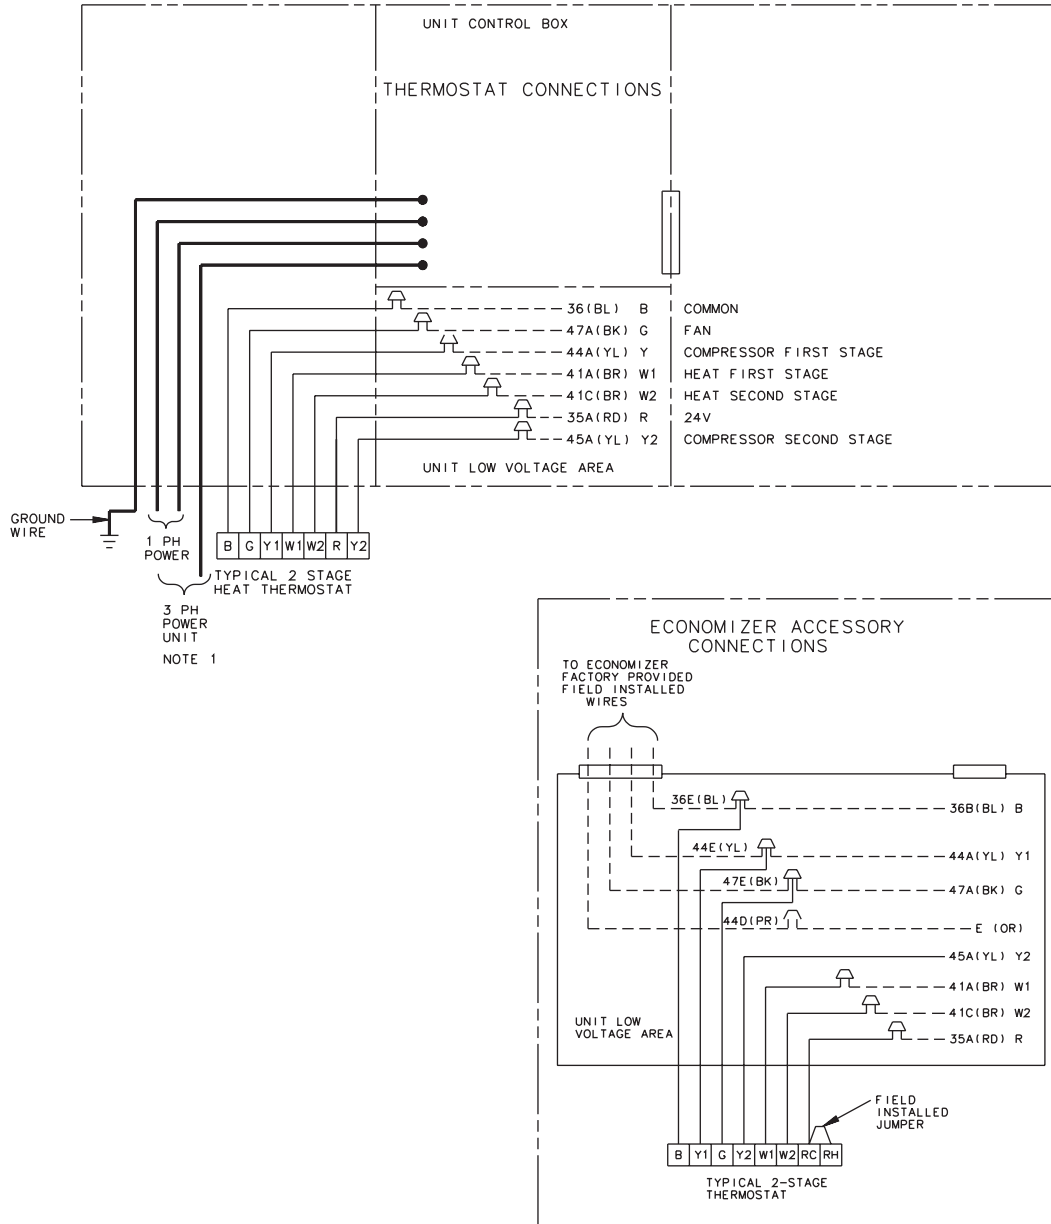 UNIT CONTROL BOX
THERMOSTAT CONNECTIONS
36(BL) B COMMON
47A(BK) G FAN
44A(YL) Y COMPRESSOR FIRST STAGE
41A(BR) W1 HEAT FIRST STAGE
41C(BR) W2 HEAT SECOND STAGE
35A(RD) R 24V
45A(YL) Y2 COMPRESSOR SECOND STAGE
UNIT LOW VOLTAGE AREA
GROUND
WIRE
1 PH
POWER
B G Y1 W1 W2 R Y2
TYPICAL 2 STAGE
HEAT THERMOSTAT
3 PH
POWER
UNIT
NOTE 1
ECONOMIZER ACCESSORY
CONNECTIONS
TO ECONOMIZER
FACTORY PROVIDED
FIELD INSTALLED
WIRES
36E(BL) 36B(BL) B
44E(YL) 44A(YL) Y1
47E(BK) 47A(BK) G
44D(PR) E (OR)
45A(YL) Y2
41A(BR) W1
41C(BR) W2
35A(RD) R
UNIT LOW
VOLTAGE AREA
FIELD
INSTALLED
JUMPER
B Y1 G Y2 W1 W2 RC RH
TYPICAL 2-STAGE
THERMOSTAT